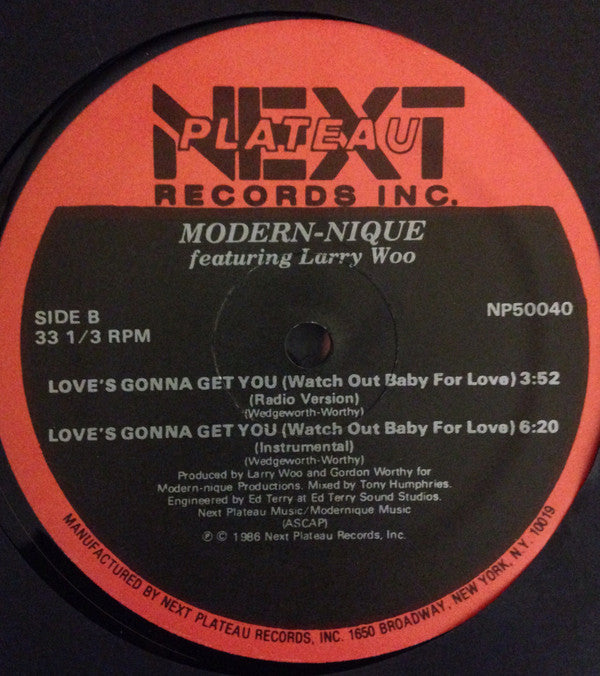 NEXT
PLATEAU
RECORDS INC.
MODERN-NIQUE
featuring Larry Woo
SIDE B
33 1/3 RPM
NP50040
LOVE'S GONNA GET YOU (Watch Out Baby For Love) 3:52
(Radio Version)
(Wedgeworth-Worthy)
LOVE'S GONNA GET YOU (Watch Out Baby For Love) 6:20
(Instrumental)
(Wedgeworth-Worthy)
Produced by Larry Woo and Gordon Worthy for
Modern-nique Productions. Mixed by Tony Humphries.
Engineered by Ed Terry at Ed Terry Sound Studios.
Next Plateau Music/Modernique Music
(ASCAP)
℗ © 1986 Next Plateau Records, Inc.
MANUFACTURED BY NEXT PLATEAU RECORDS, INC. 1650 BROADWAY, NEW YORK, N.Y. 10019